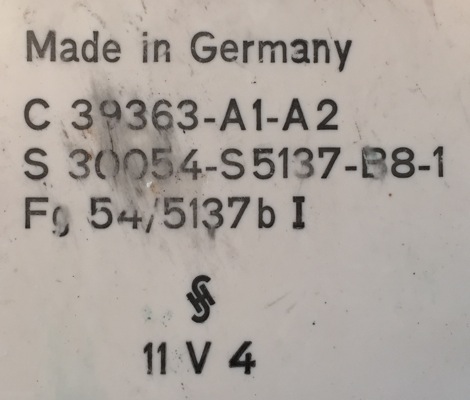 Made in Germany
C 39363-A1-A2
S 30054-S5137-B8-1
Fg 54/5137b I
11 V 4